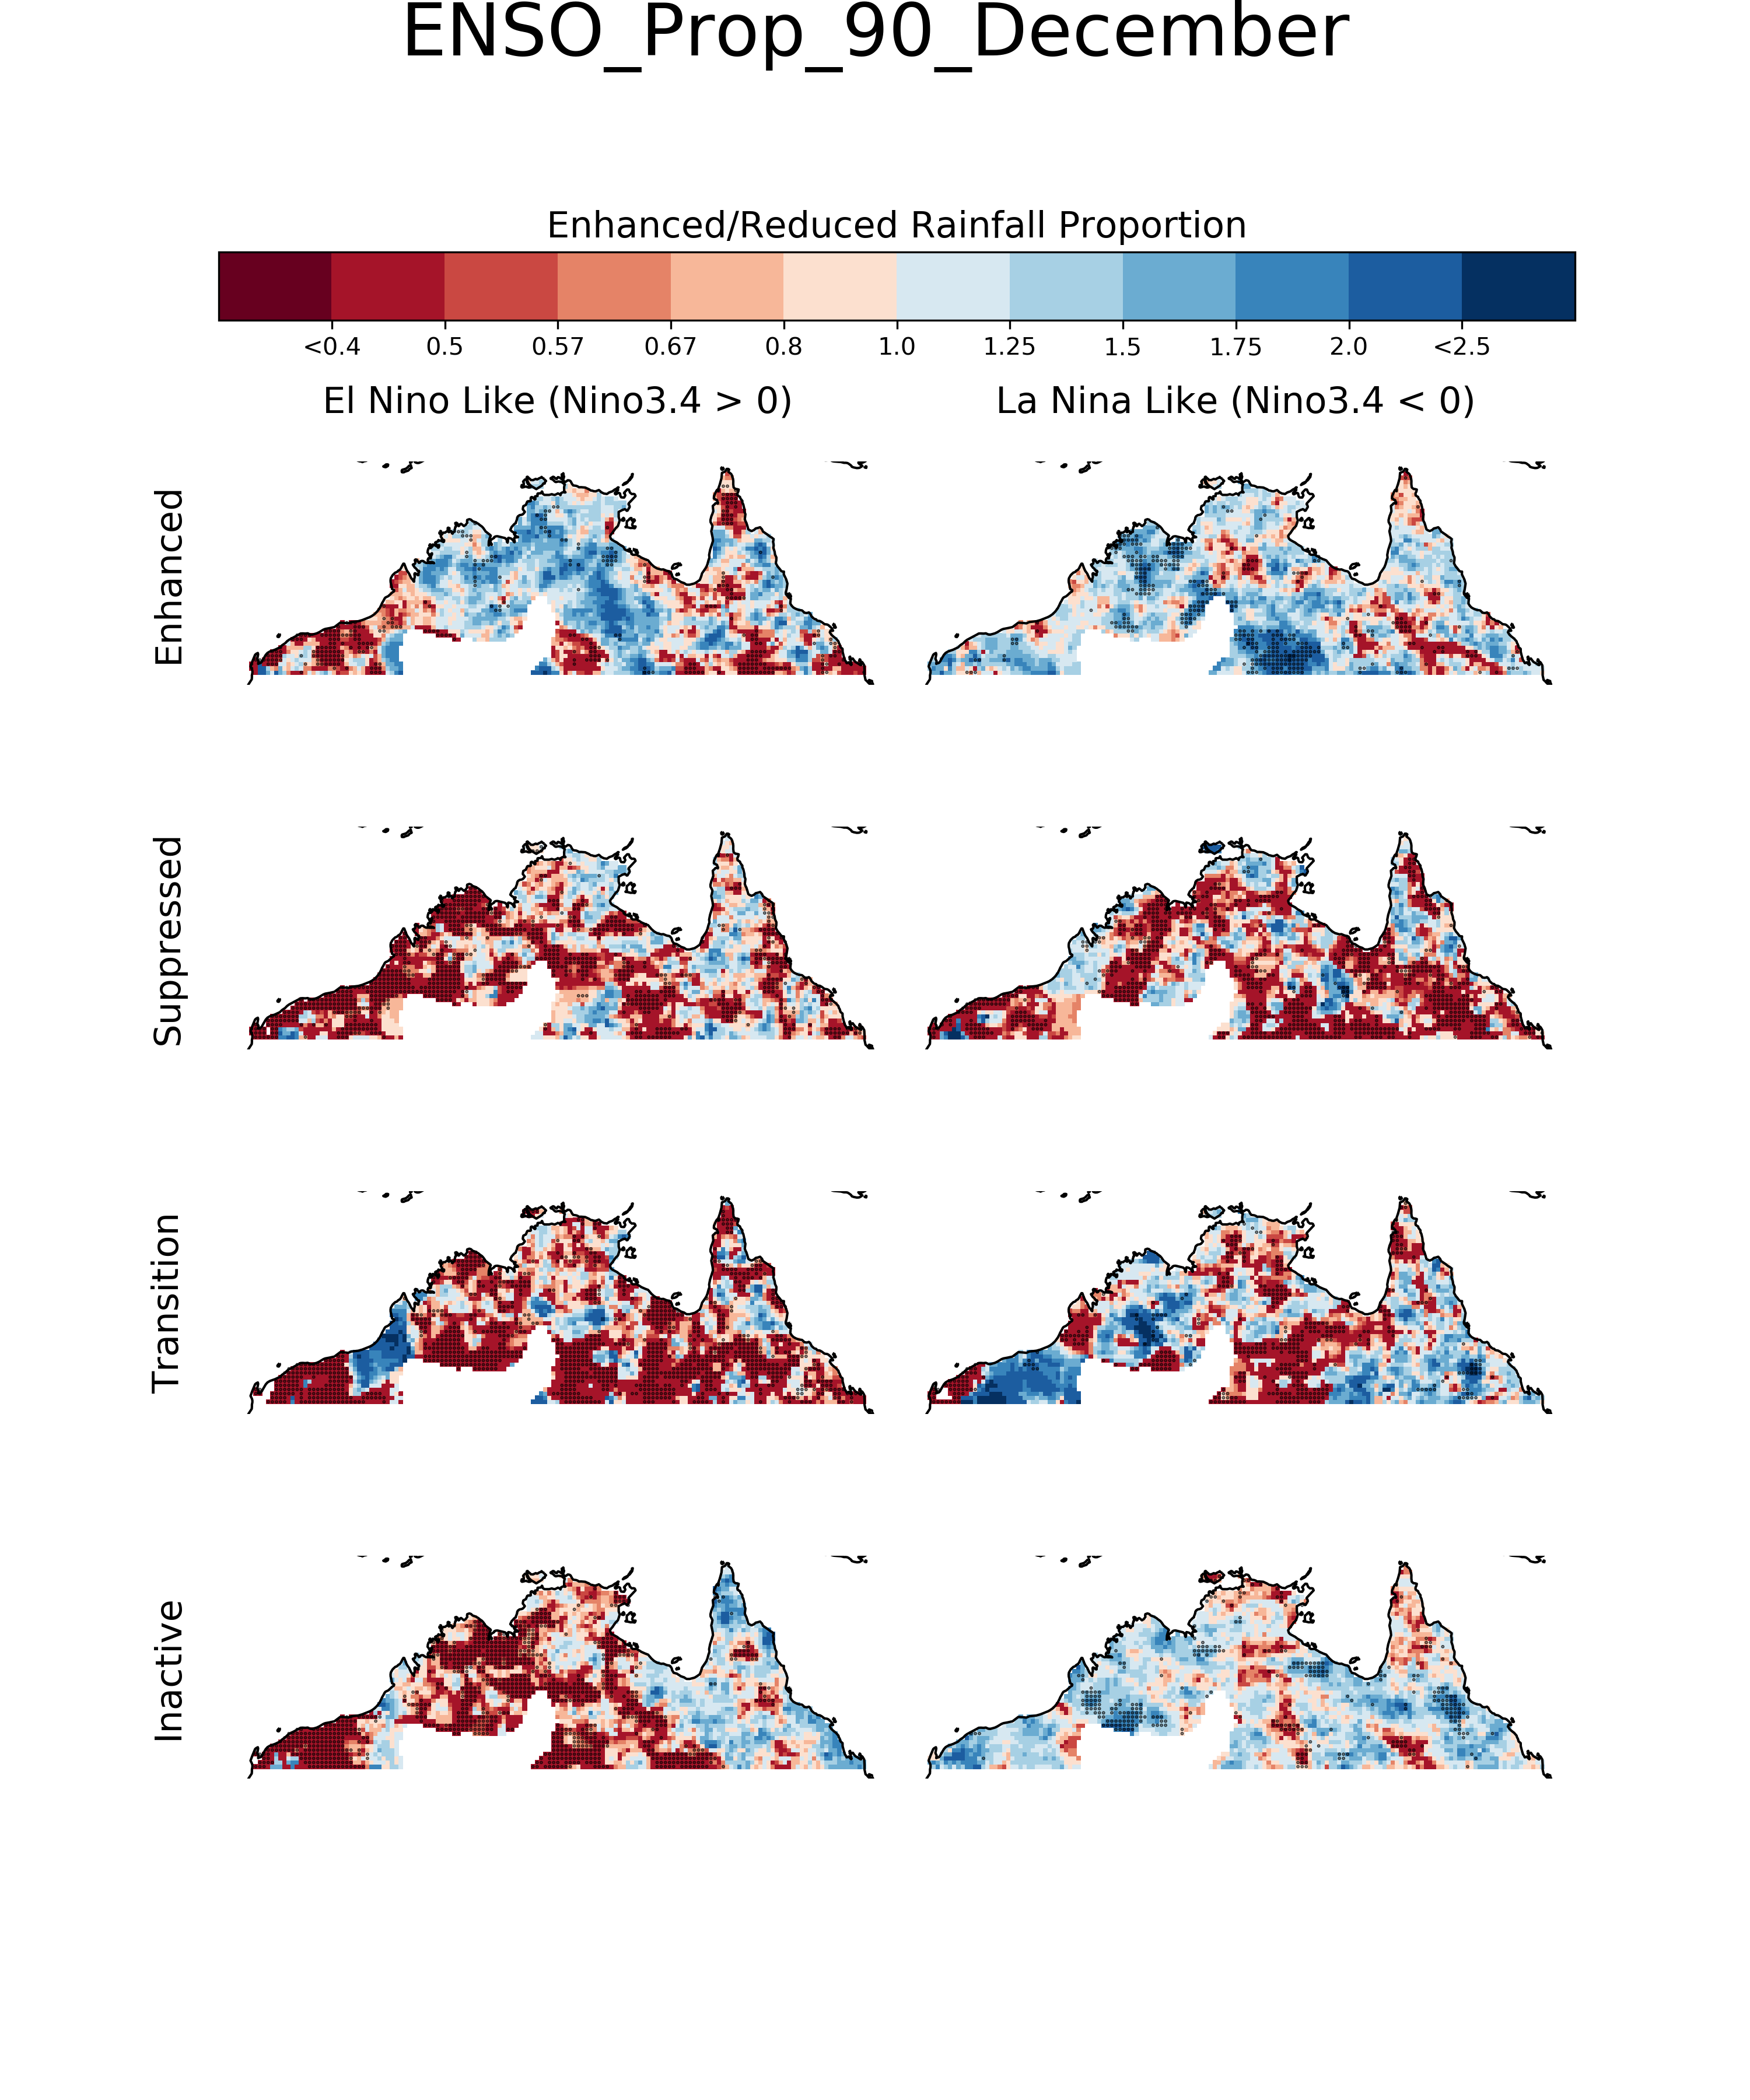 ENSO_Prop_90_December
Enhanced/Reduced Rainfall Proportion
<0.4 0.5 0.57 0.67 0.8 1.0 1.25 1.5 1.75 2.0 <2.5
El Nino Like (Nino3.4 > 0) La Nina Like (Nino3.4 < 0)
Enhanced
Suppressed
Transition
Inactive